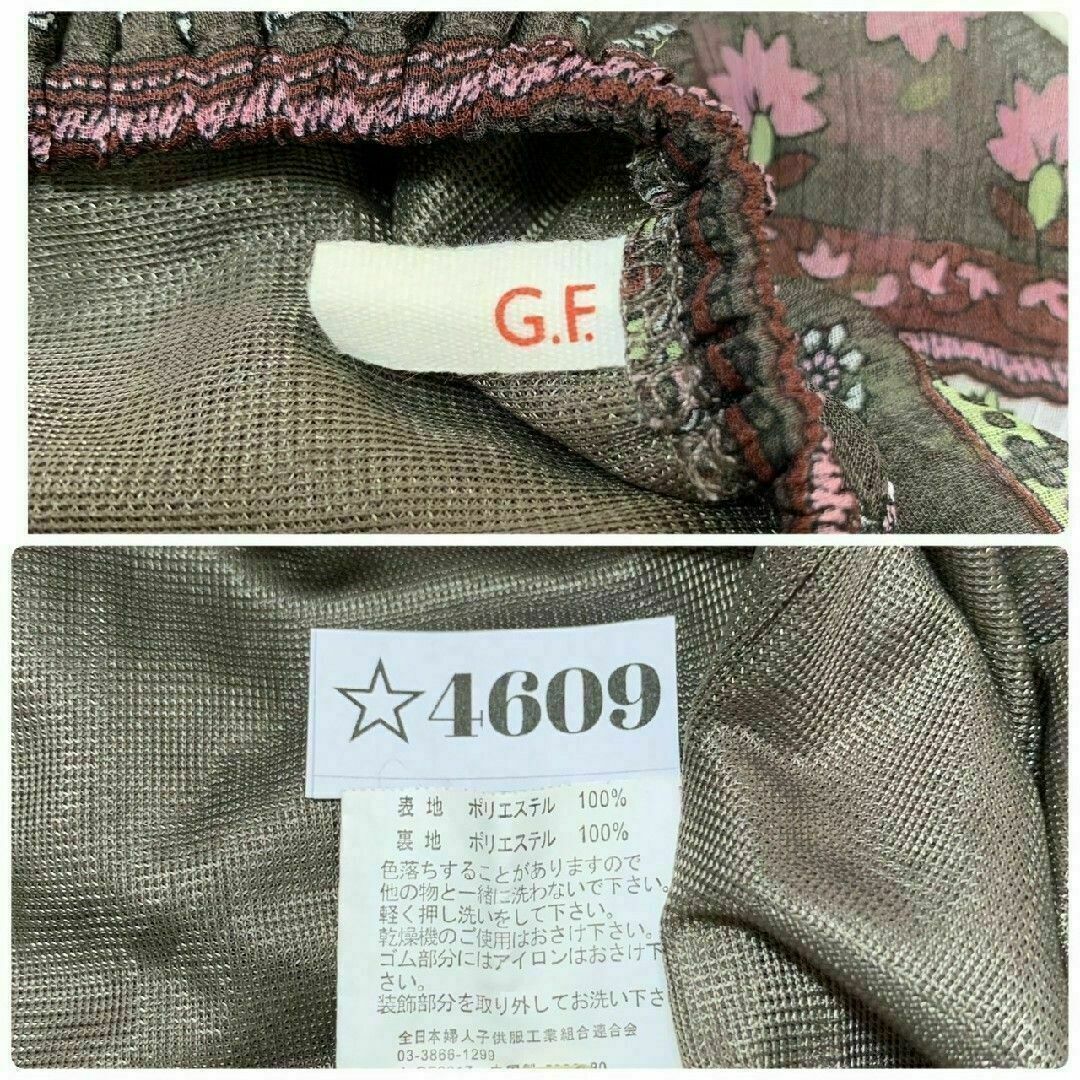 G.F.
☆4609
表地 ポリエステル 100%
裏地 ポリエステル 100%
色落ちすることがありますので
他の物と一緒に洗わないで下さい。
軽く押し洗いをして下さい。
乾燥機のご使用はおさけ下さい。
ゴム部分にはアイロンはおさけ下
さい。
装飾部分を取り外してお洗い下さ
全日本婦人子供服工業組合連合会
03-3866-1299